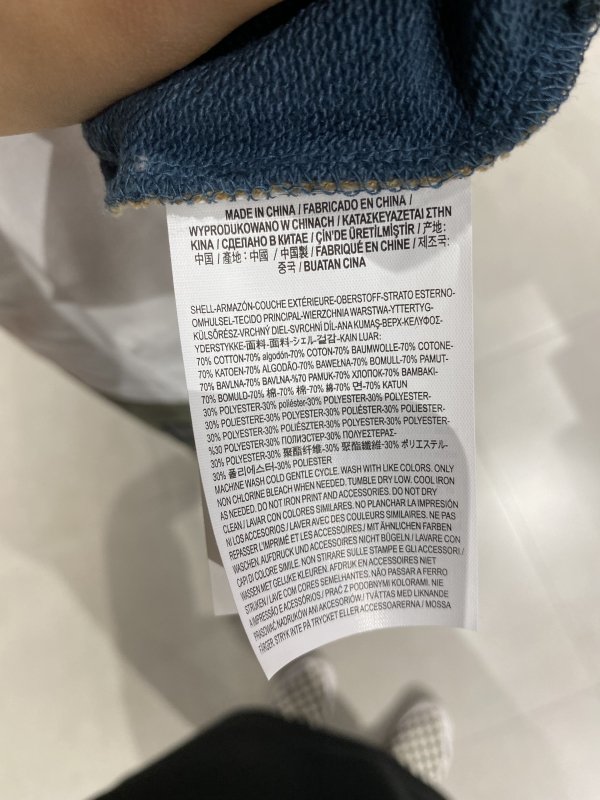 MADE IN CHINA / FABRICADO EN CHINA /
WYPRODUKOWANO W CHINACH / ΚΑΤΑΣΚΕΥΑΖΕΤΑΙ ΣΤΗΝ
ΚΙΝΑ / СДЕЛАНО В КИТАЕ / ÇİN'DE ÜRETİLMİŞTİR / 产地:
中国 / 產地: 中國 / 中国製 / FABRIQUÉ EN CHINE / 제조국:
중국 / BUATAN CINA
SHELL-ARMAZÓN-COUCHE EXTÉRIEURE-OBERSTOFF-STRATO ESTERNO-
OMHULSEL-TECIDO PRINCIPAL-WIERZCHNIA WARSTWA-YTTERTYG-
KÜLSŐRÉSZ-VRCHNÝ DIEL-SVRCHNÍ DÍL-ANA KUMAŞ-ВЕРХ-ΚΕΛΥΦΟΣ-
YDERSTYKKE-面料-面料-シェル-겉감-KAIN LUAR:
70% COTTON-70% algodón-70% COTON-70% BAUMWOLLE-70% COTONE-
70% KATOEN-70% ALGODÃO-70% BAWEŁNA-70% BOMULL-70% PAMUT-
70% BAVLNA-70% BAVLNA-%70 PAMUK-70% ХЛОПОК-70% ΒΑΜΒΑΚΙ-
70% BOMULD-70% 棉-70% 棉-70% 綿-70% 면-70% KATUN
30% POLYESTER-30% poliéster-30% POLYESTER-30% POLYESTER-
30% POLIESTERE-30% POLYESTER-30% POLIÉSTER-30% POLIESTER-
30% POLYESTER-30% POLIÉSZTER-30% POLYESTER-30% POLYESTER-
%30 POLYESTER-30% ПОЛИЭСТЕР-30% ΠΟΛΥΕΣΤΕΡΑΣ-
30% POLYESTER-30% 聚酯纤维-30% 聚酯纖維-30% ポリエステル-
30% 폴리에스터-30% POLIESTER
MACHINE WASH COLD GENTLE CYCLE. WASH WITH LIKE COLORS. ONLY
NON CHLORINE BLEACH WHEN NEEDED. TUMBLE DRY LOW. COOL IRON
AS NEEDED. DO NOT IRON PRINT AND ACCESSORIES. DO NOT DRY
CLEAN / LAVAR CON COLORES SIMILARES. NO PLANCHAR LA IMPRESIÓN
NI LOS ACCESORIOS./ LAVER AVEC DES COULEURS SIMILAIRES. NE PAS
REPASSER L'IMPRIMÉ ET LES ACCESSOIRES./ MIT ÄHNLICHEN FARBEN
WASCHEN. AUFDRUCK UND ACCESSOIRES NICHT BÜGELN./ LAVARE CON
CAPI DI COLORE SIMILE. NON STIRARE SULLE STAMPE E GLI ACCESSORI./
WASSEN MET GELIJKE KLEUREN. AFDRUK EN ACCESSOIRES NIET
STRIJKEN./ LAVE COM CORES SEMELHANTES. NÃO PASSAR A FERRO
A IMPRESSÃO E ACESSÓRIOS./ PRAĆ Z PODOBNYMI KOLORAMI. NIE
PRASOWAĆ NADRUKÓW ANI AKCESORIÓW./ TVÄTTAS MED LIKNANDE
FÄRGER. STRYK INTE PÅ TRYCKET ELLER ACCESSOARERNA./ MOSSA